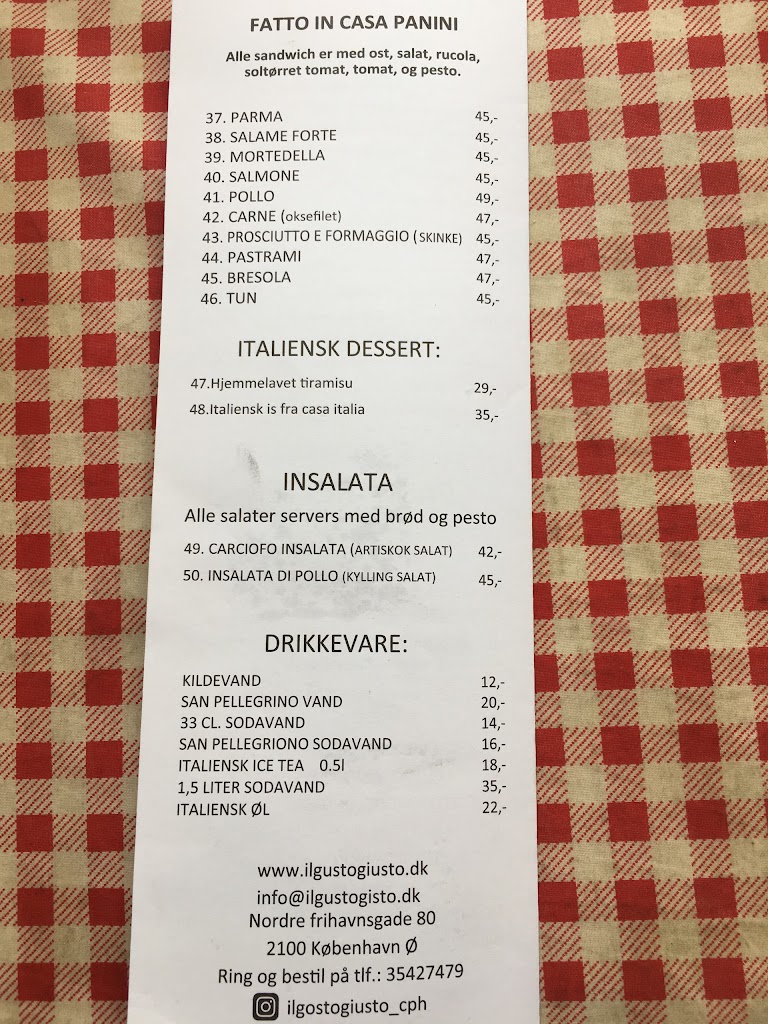 FATTO IN CASA PANINI
Alle sandwich er med ost, salat, rucola,
soltørret tomat, tomat, og pesto.
37. PARMA 45,-
38. SALAME FORTE 45,-
39. MORTEDELLA 45,-
40. SALMONE 45,-
41. POLLO 49,-
42. CARNE (oksefilet) 47,-
43. PROSCIUTTO E FORMAGGIO (SKINKE) 45,-
44. PASTRAMI 47,-
45. BRESOLA 47,-
46. TUN 45,-
ITALIENSK DESSERT:
47.Hjemmelavet tiramisu 29,-
48.Italiensk is fra casa italia 35,-
INSALATA
Alle salater servers med brød og pesto
49. CARCIOFO INSALATA (ARTISKOK SALAT) 42,-
50. INSALATA DI POLLO (KYLLING SALAT) 45,-
DRIKKEVARE:
KILDEVAND 12,-
SAN PELLEGRINO VAND 20,-
33 CL. SODAVAND 14,-
SAN PELLEGRIONO SODAVAND 16,-
ITALIENSK ICE TEA 0.5l 18,-
1,5 LITER SODAVAND 35,-
ITALIENSK ØL 22,-
www.ilgustogiusto.dk
info@ilgustogisto.dk
Nordre frihavnsgade 80
2100 København Ø
Ring og bestil på tlf.: 35427479
ilgostogiusto_cph